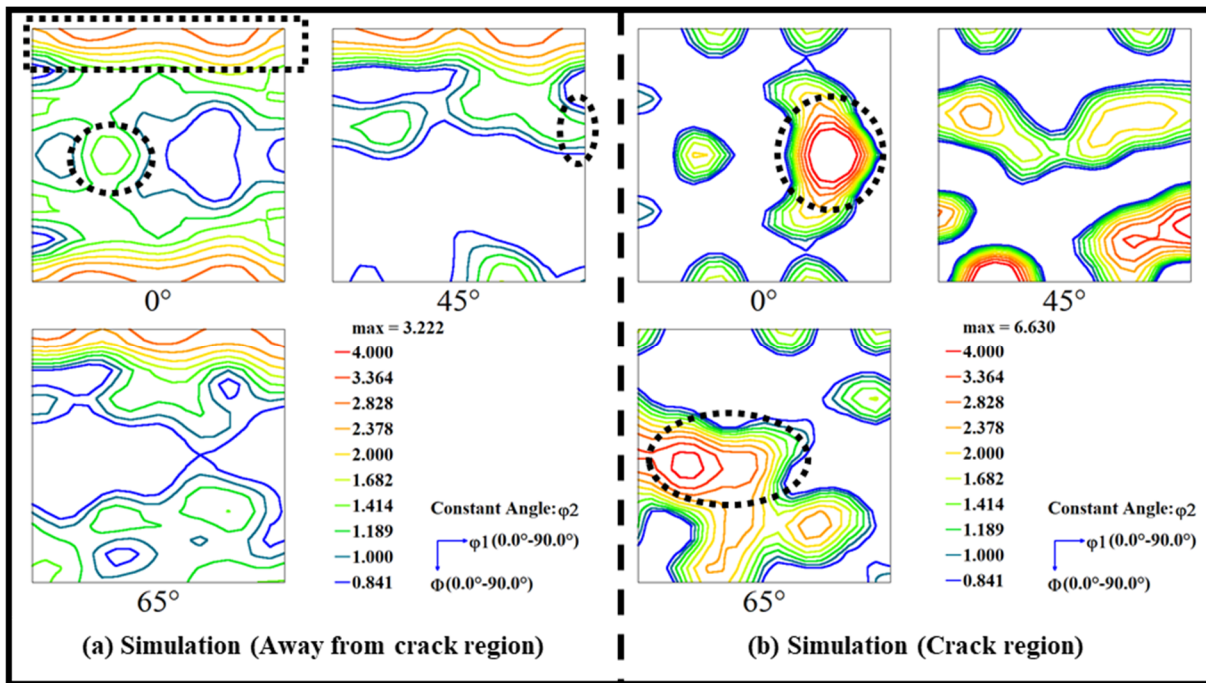 0°
45°
65°
max = 3.222
4.000
3.364
2.828
2.378
2.000
1.682
1.414
1.189
1.000
0.841
Constant Angle: φ2
φ1(0.0°-90.0°)
Φ(0.0°-90.0°)
(a) Simulation (Away from crack region)
0°
45°
65°
max = 6.630
4.000
3.364
2.828
2.378
2.000
1.682
1.414
1.189
1.000
0.841
Constant Angle: φ2
φ1(0.0°-90.0°)
Φ(0.0°-90.0°)
(b) Simulation (Crack region)